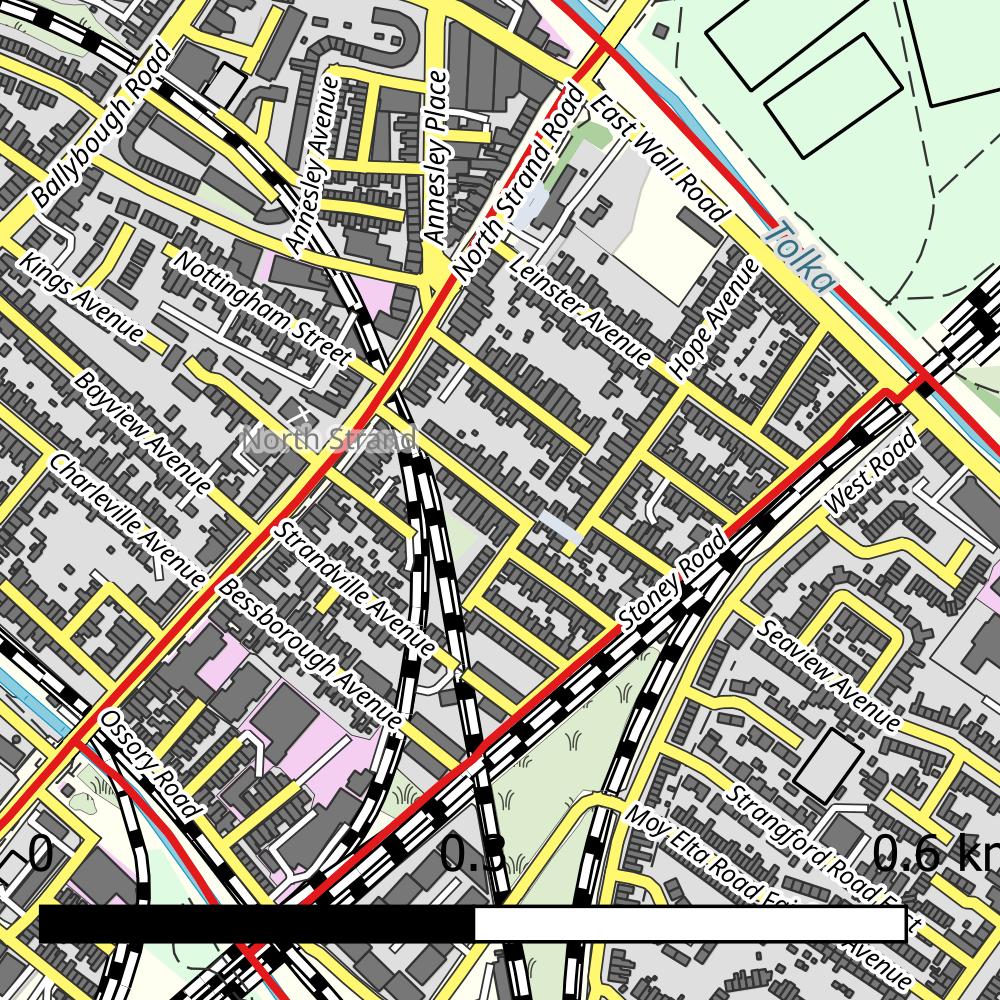 Ballybough Road
Annesley Avenue
Annesley Place
North Strand Road
East Wall Road
Tolka
Kings Avenue
Nottingham Street
Leinster Avenue
Hope Avenue
Bayview Avenue
North Strand
West Road
Charleville Avenue
Strandville Avenue
Stoney Road
Bessborough Avenue
Seaview Avenue
Ossory Road
Strangford Road East
Moy Elta Road
Avenue
0
0.6 km